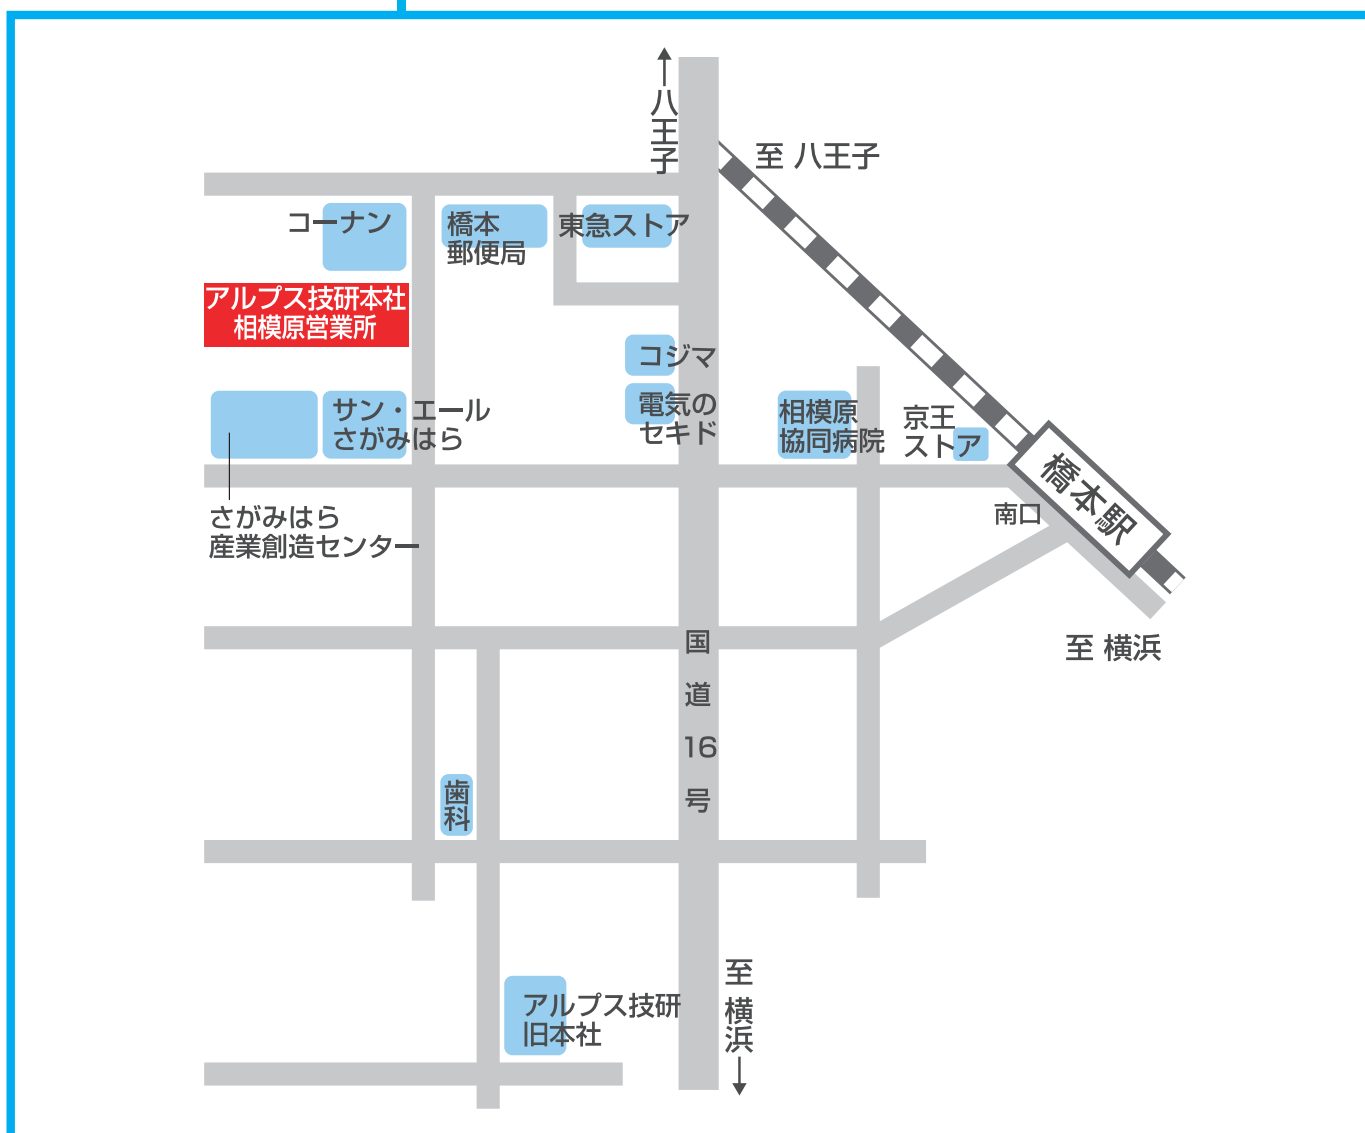 八王子
至 八王子
コーナン
橋本
郵便局
東急ストア
アルプス技研本社
相模原営業所
コジマ
電気の
セキド
サン・エール
さがみはら
相模原
協同病院
京王
ストア
橋本駅
南口
さがみはら
産業創造センター
至 横浜
国道16号
歯科
至 横浜
アルプス技研
旧本社